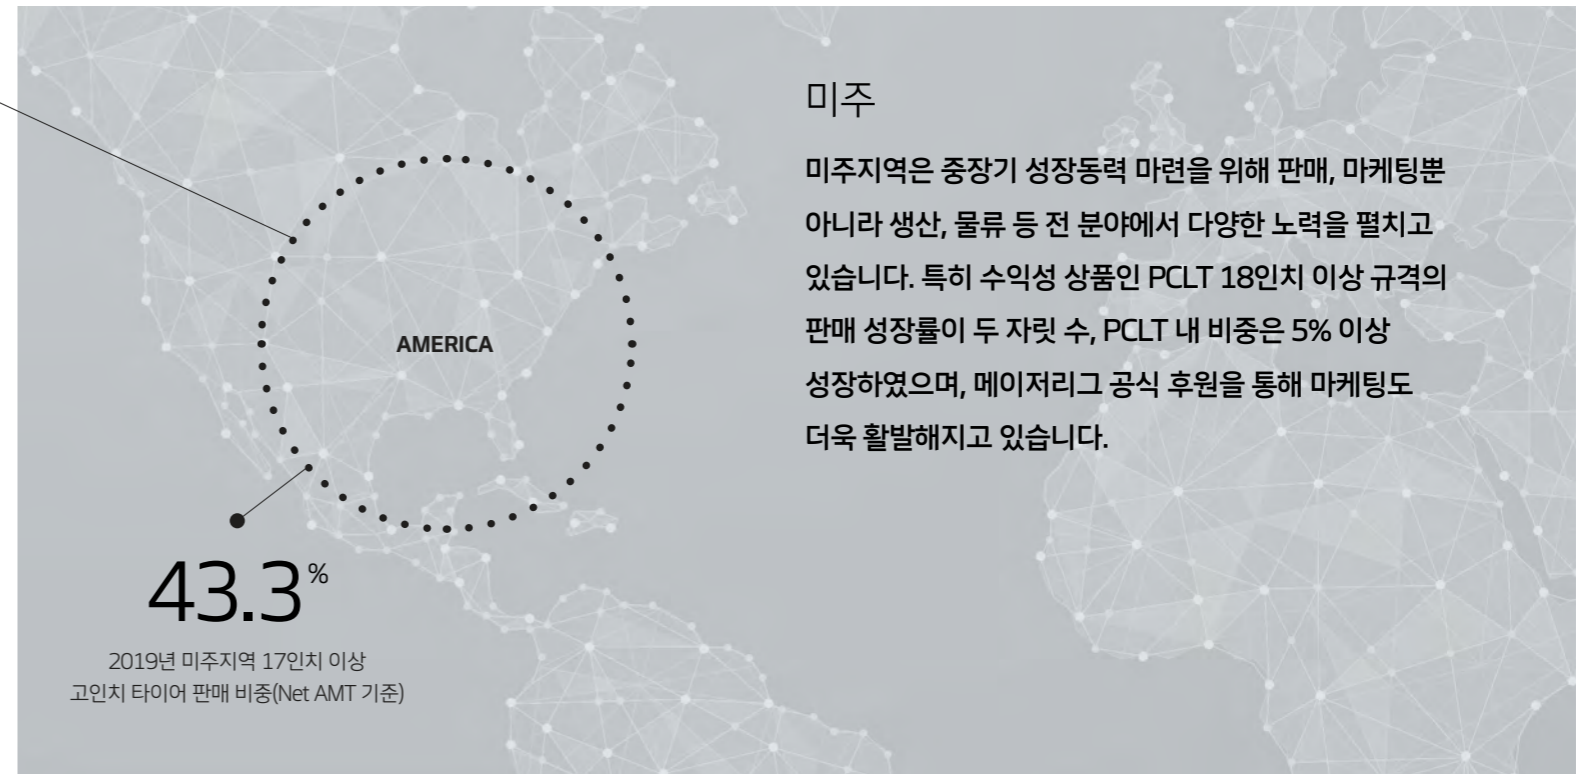 미주
미주지역은 중장기 성장동력 마련을 위해 판매, 마케팅뿐
아니라 생산, 물류 등 전 분야에서 다양한 노력을 펼치고
있습니다. 특히 수익성 상품인 PCLT 18인치 이상 규격의
판매 성장률이 두 자릿 수, PCLT 내 비중은 5% 이상
성장하였으며, 메이저리그 공식 후원을 통해 마케팅도
더욱 활발해지고 있습니다.
AMERICA
43.3%
2019년 미주지역 17인치 이상
고인치 타이어 판매 비중(Net AMT 기준)